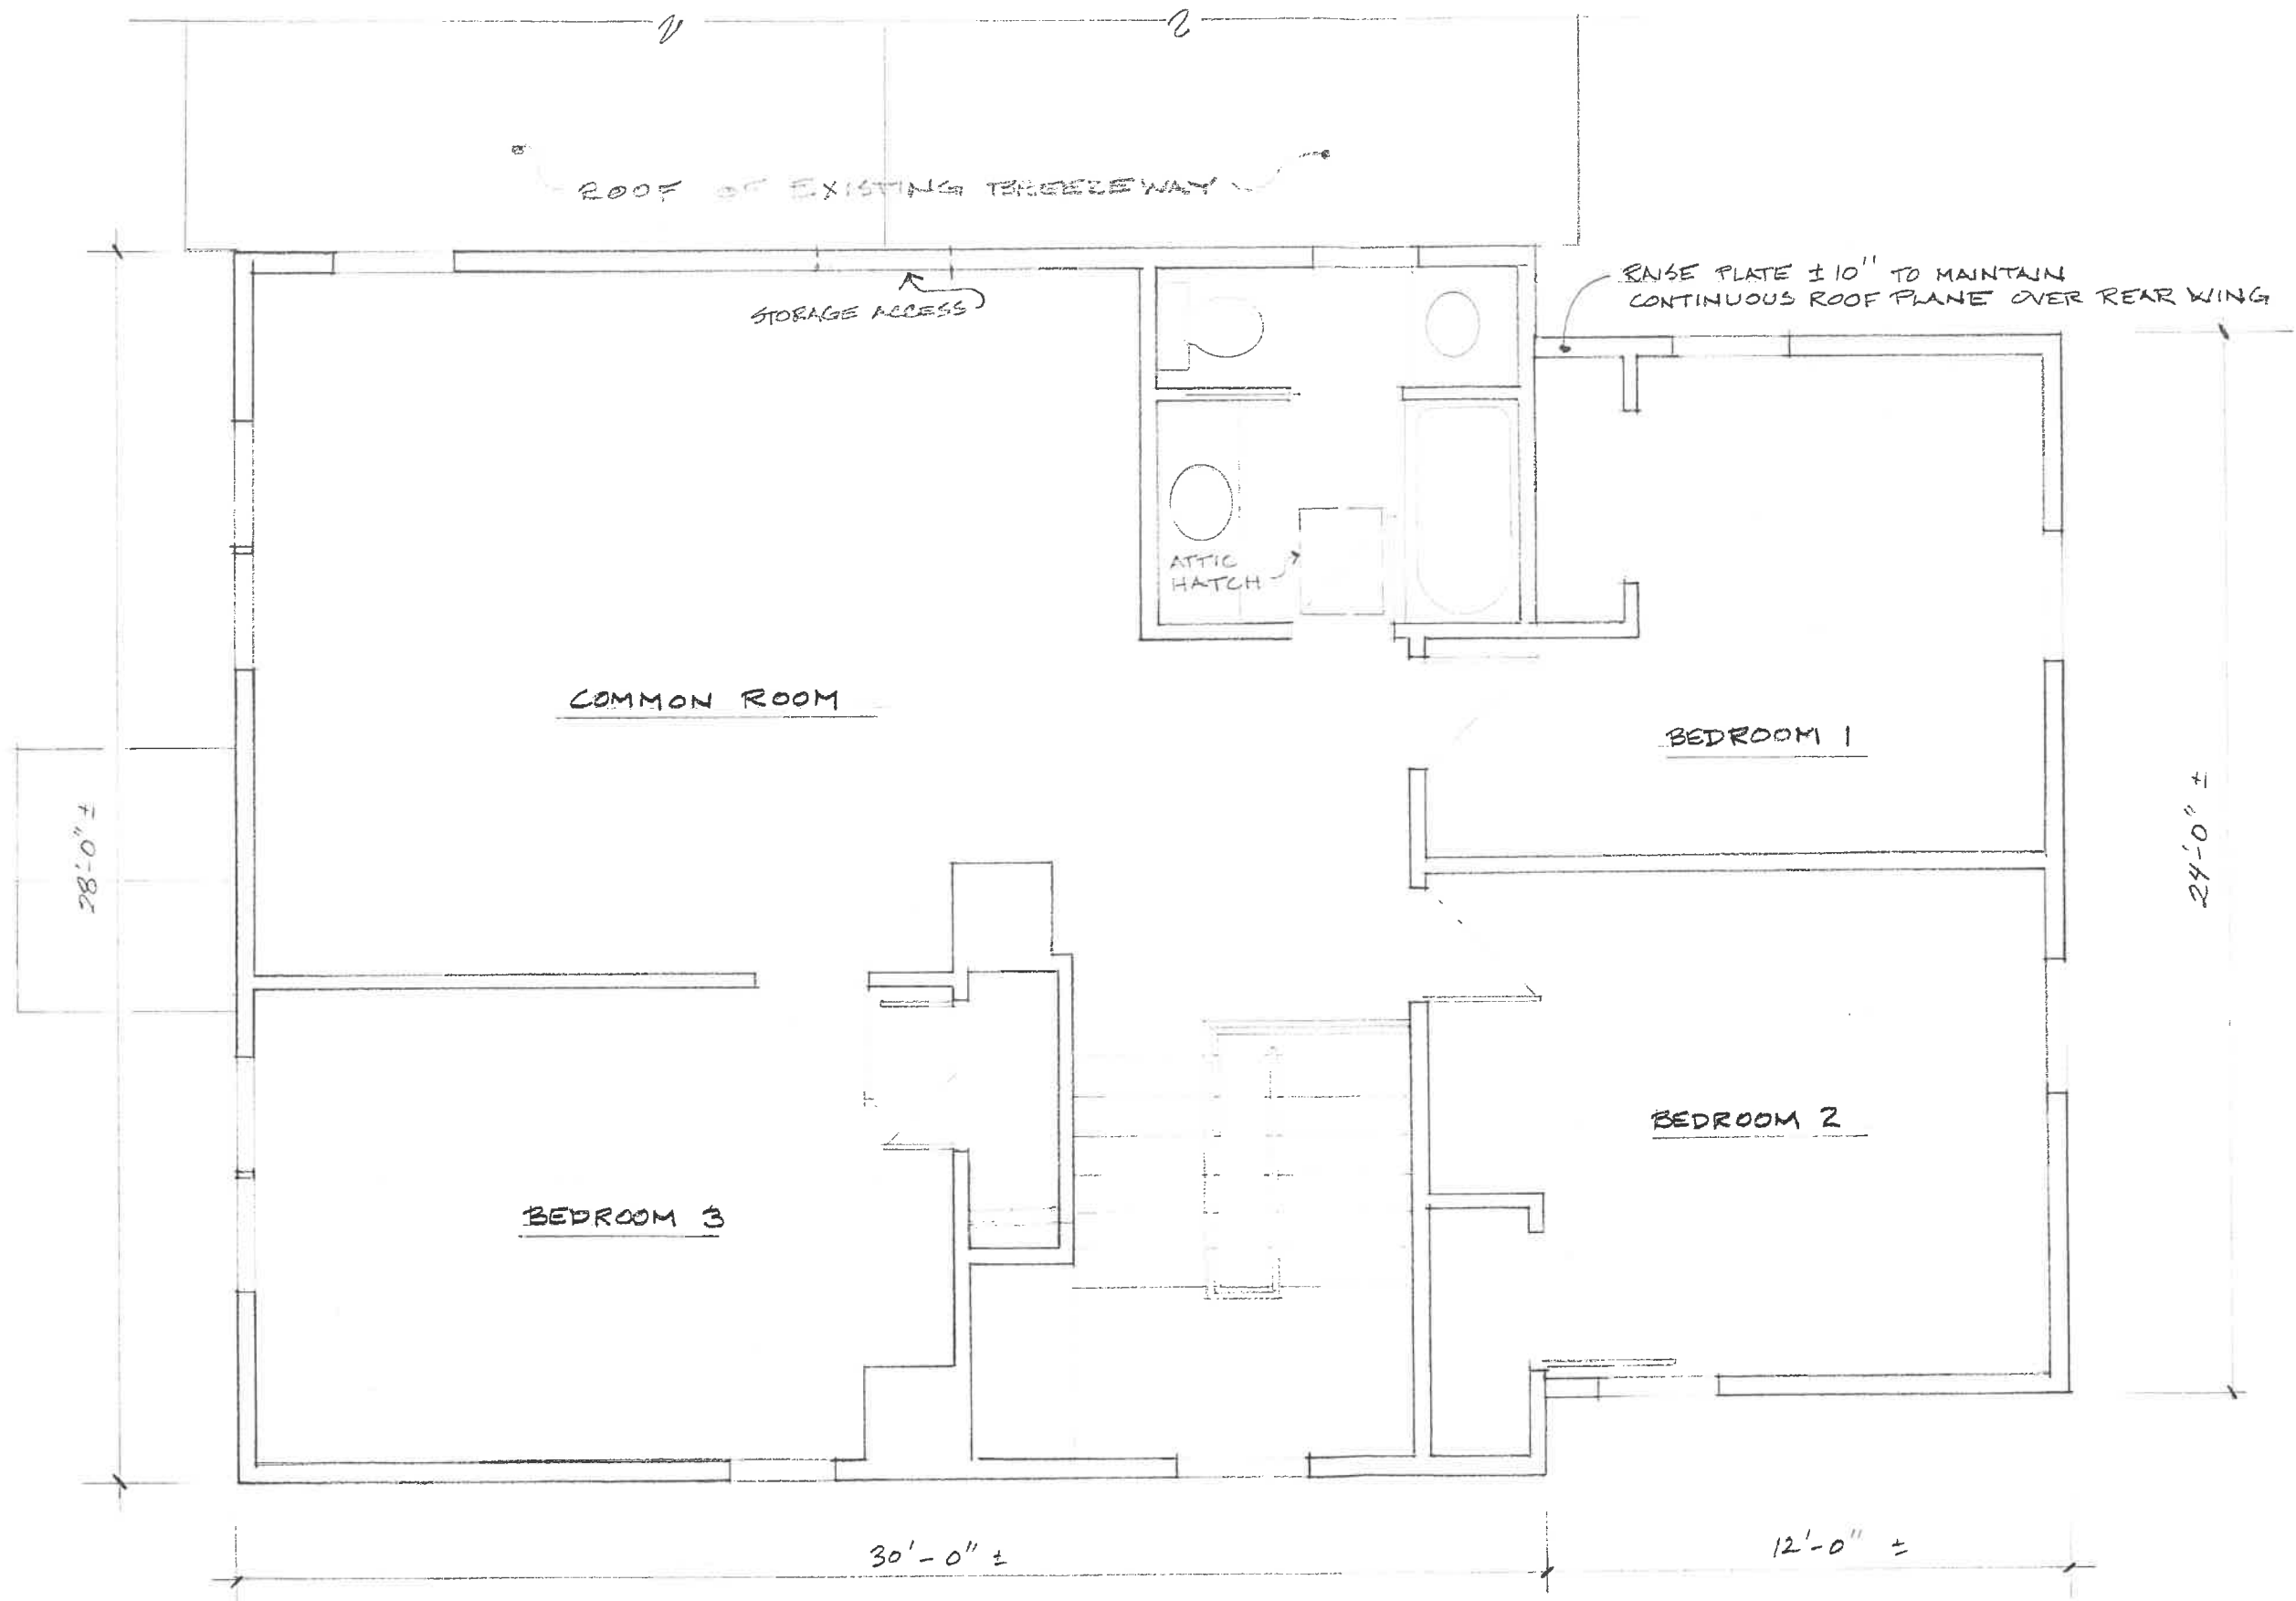 ROOF OF EXISTING BREEZEWAY
STORAGE ACCESS
RAISE PLATE ±10" TO MAINTAIN
CONTINUOUS ROOF PLANE OVER REAR WING
ATTIC
HATCH
COMMON ROOM
BEDROOM 1
28'-0" ±
24'-0" ±
BEDROOM 2
BEDROOM 3
30'-0" ±
12'-0" ±